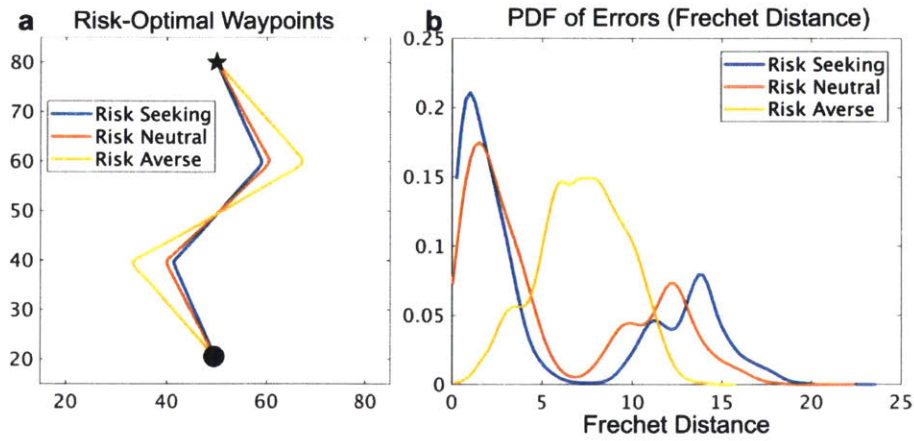 a Risk-Optimal Waypoints
80
70
60
50
40
30
20
20 40 60 80
Risk Seeking
Risk Neutral
Risk Averse
b PDF of Errors (Frechet Distance)
0.25
0.2
0.15
0.1
0.05
0
0 5 10 15 20 25
Risk Seeking
Risk Neutral
Risk Averse
Frechet Distance